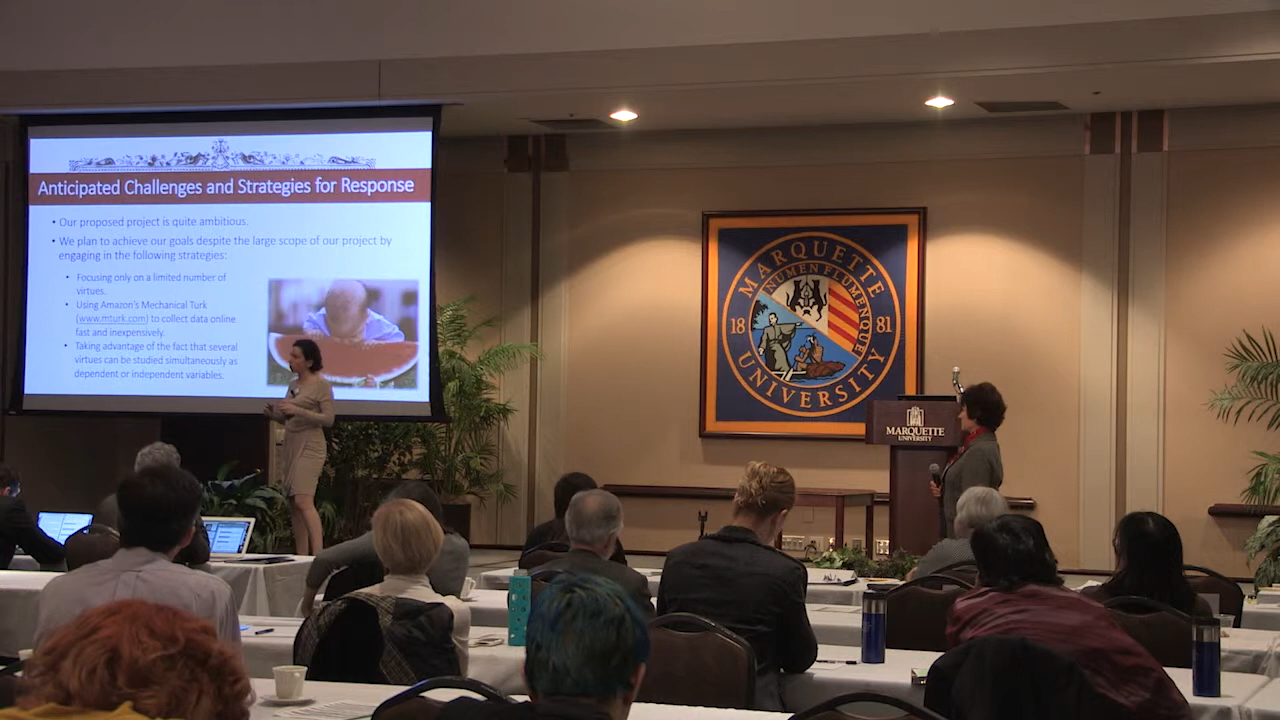 Anticipated Challenges and Strategies for Response
• Our proposed project is quite ambitious.
• We plan to achieve our goals despite the large scope of our project by
engaging in the following strategies:
• Focusing only on a limited number of
virtues.
• Using Amazon's Mechanical Turk
(www.mturk.com) to collect data online
fast and inexpensively.
• Taking advantage of the fact that several
virtues can be studied simultaneously as
dependent or independent variables.
MARQUETTE
NUMEN FLUMENQUE
18 81
UNIVERSITY
MARQUETTE
UNIVERSITY